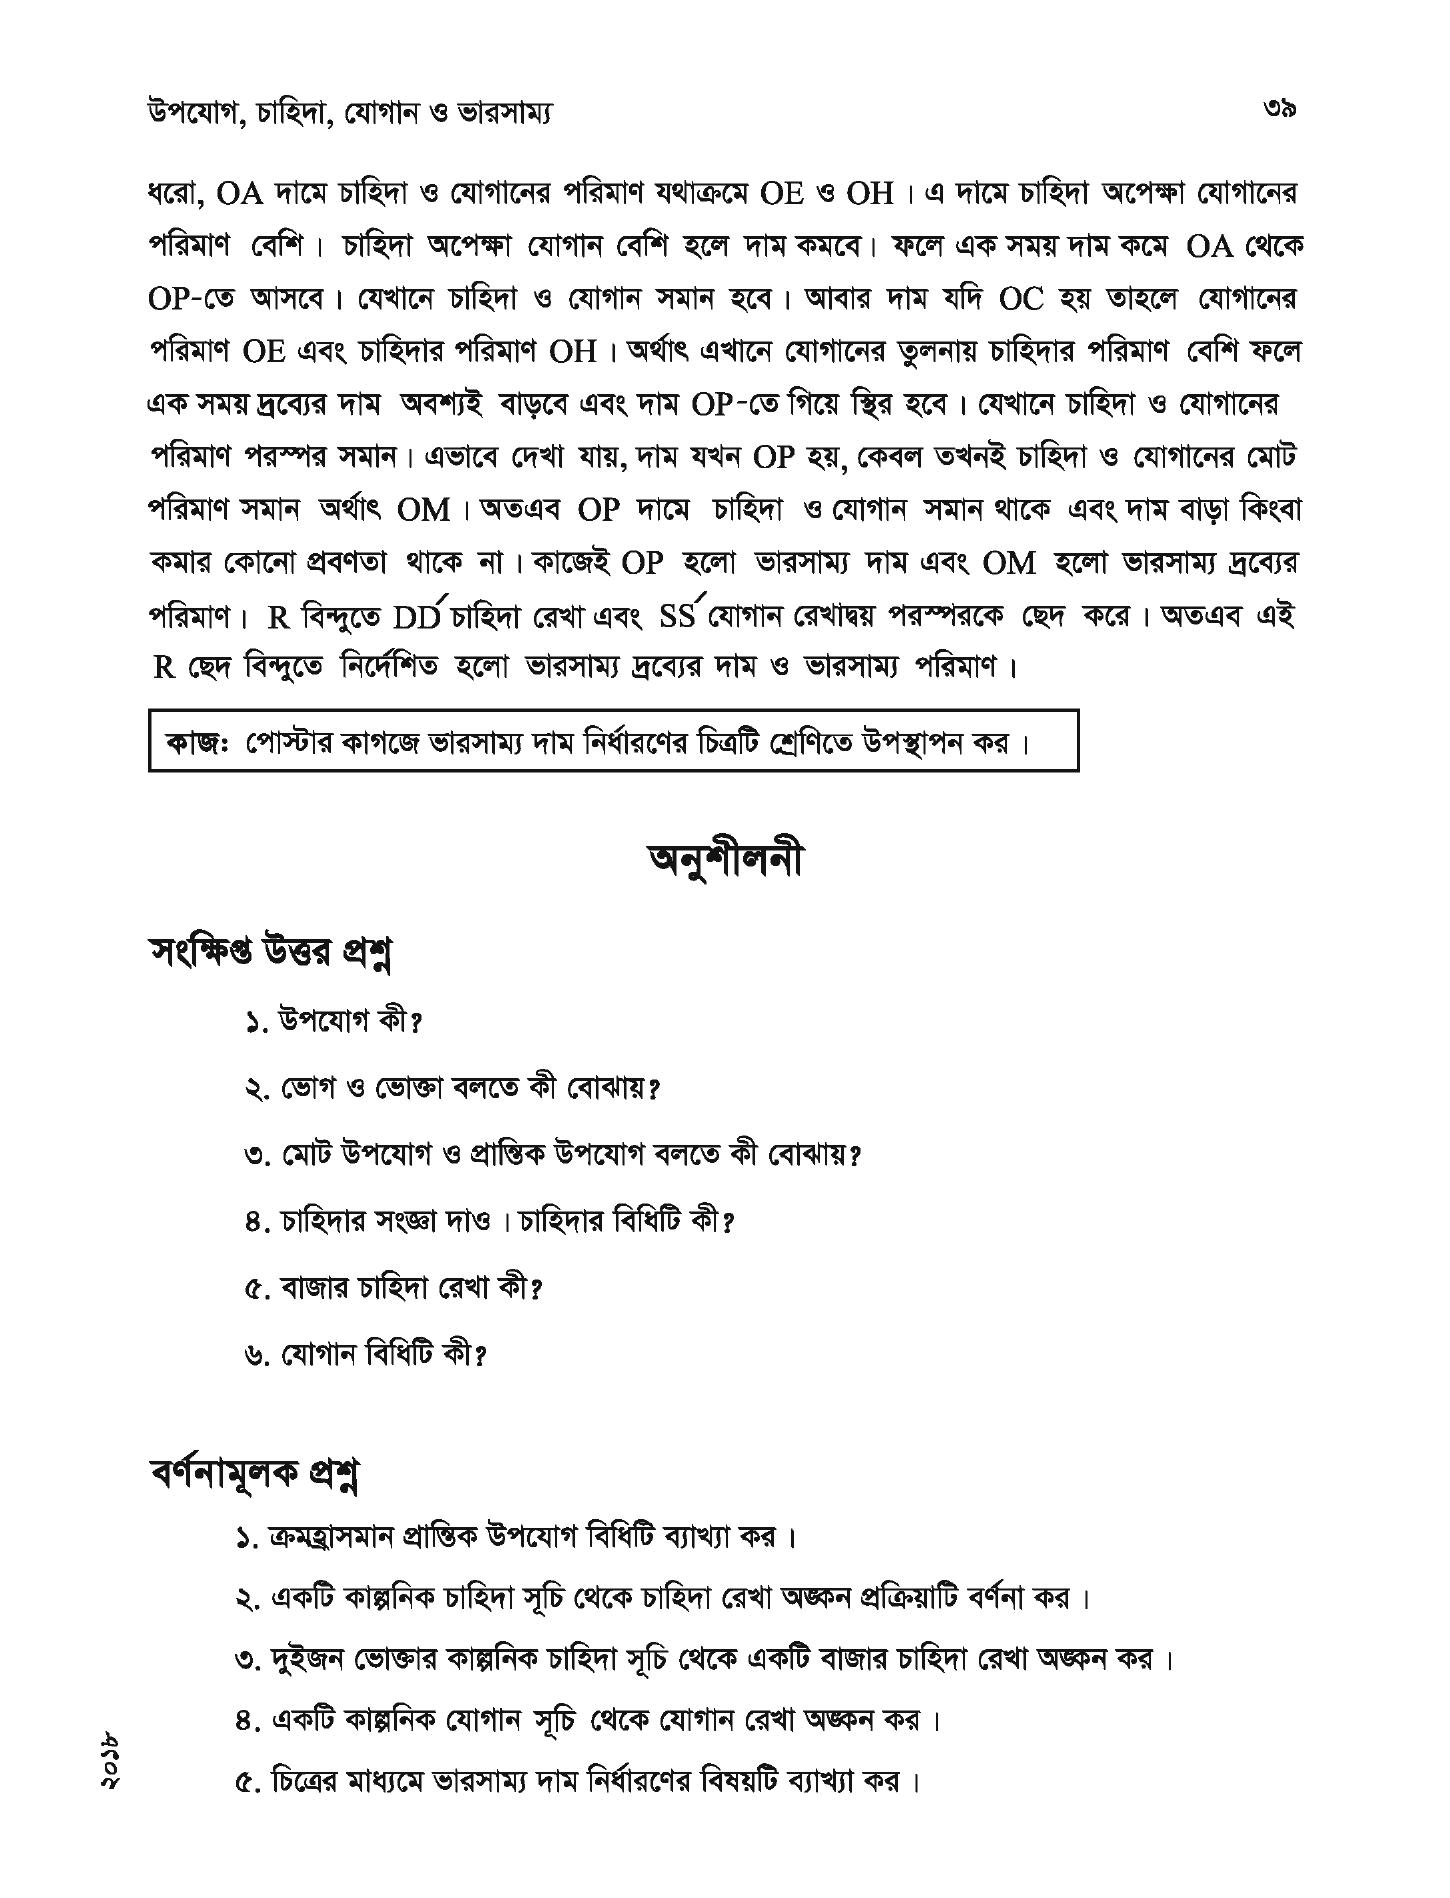 উপযোগ, চাহিদা, যোগান ও ভারসাম্য ৩৯
ধরো, OA দামে চাহিদা ও যোগানের পরিমাণ যথাক্রমে OE ও OH । এ দামে চাহিদা অপেক্ষা যোগানের
পরিমাণ বেশি । চাহিদা অপেক্ষা যোগান বেশি হলে দাম কমবে। ফলে এক সময় দাম কমে OA থেকে
OP-তে আসবে । যেখানে চাহিদা ও যোগান সমান হবে । আবার দাম যদি OC হয় তাহলে যোগানের
পরিমাণ OE এবং চাহিদার পরিমাণ OH । অর্থাৎ এখানে যোগানের তুলনায় চাহিদার পরিমাণ বেশি ফলে
এক সময় দ্রব্যের দাম অবশ্যই বাড়বে এবং দাম OP-তে গিয়ে স্থির হবে । যেখানে চাহিদা ও যোগানের
পরিমাণ পরস্পর সমান । এভাবে দেখা যায়, দাম যখন OP হয়, কেবল তখনই চাহিদা ও যোগানের মোট
পরিমাণ সমান অর্থাৎ OM । অতএব OP দামে চাহিদা ও যোগান সমান থাকে এবং দাম বাড়া কিংবা
কমার কোনো প্রবণতা থাকে না । কাজেই OP হলো ভারসাম্য দাম এবং OM হলো ভারসাম্য দ্রব্যের
পরিমাণ । R বিন্দুতে DD′ চাহিদা রেখা এবং SS′ যোগান রেখাদ্বয় পরস্পরকে ছেদ করে । অতএব এই
R ছেদ বিন্দুতে নির্দেশিত হলো ভারসাম্য দ্রব্যের দাম ও ভারসাম্য পরিমাণ ।
কাজ: পোস্টার কাগজে ভারসাম্য দাম নির্ধারণের চিত্রটি শ্রেণিতে উপস্থাপন কর ।
অনুশীলনী
সংক্ষিপ্ত উত্তর প্রশ্ন
১. উপযোগ কী?
২. ভোগ ও ভোক্তা বলতে কী বোঝায়?
৩. মোট উপযোগ ও প্রান্তিক উপযোগ বলতে কী বোঝায়?
৪. চাহিদার সংজ্ঞা দাও । চাহিদার বিধিটি কী?
৫. বাজার চাহিদা রেখা কী?
৬. যোগান বিধিটি কী?
বর্ণনামূলক প্রশ্ন
১. ক্রমহ্রাসমান প্রান্তিক উপযোগ বিধিটি ব্যাখ্যা কর ।
২. একটি কাল্পনিক চাহিদা সূচি থেকে চাহিদা রেখা অঙ্কন প্রক্রিয়াটি বর্ণনা কর ।
৩. দুইজন ভোক্তার কাল্পনিক চাহিদা সূচি থেকে একটি বাজার চাহিদা রেখা অঙ্কন কর ।
৪. একটি কাল্পনিক যোগান সূচি থেকে যোগান রেখা অঙ্কন কর ।
৫. চিত্রের মাধ্যমে ভারসাম্য দাম নির্ধারণের বিষয়টি ব্যাখ্যা কর ।
২০১৮